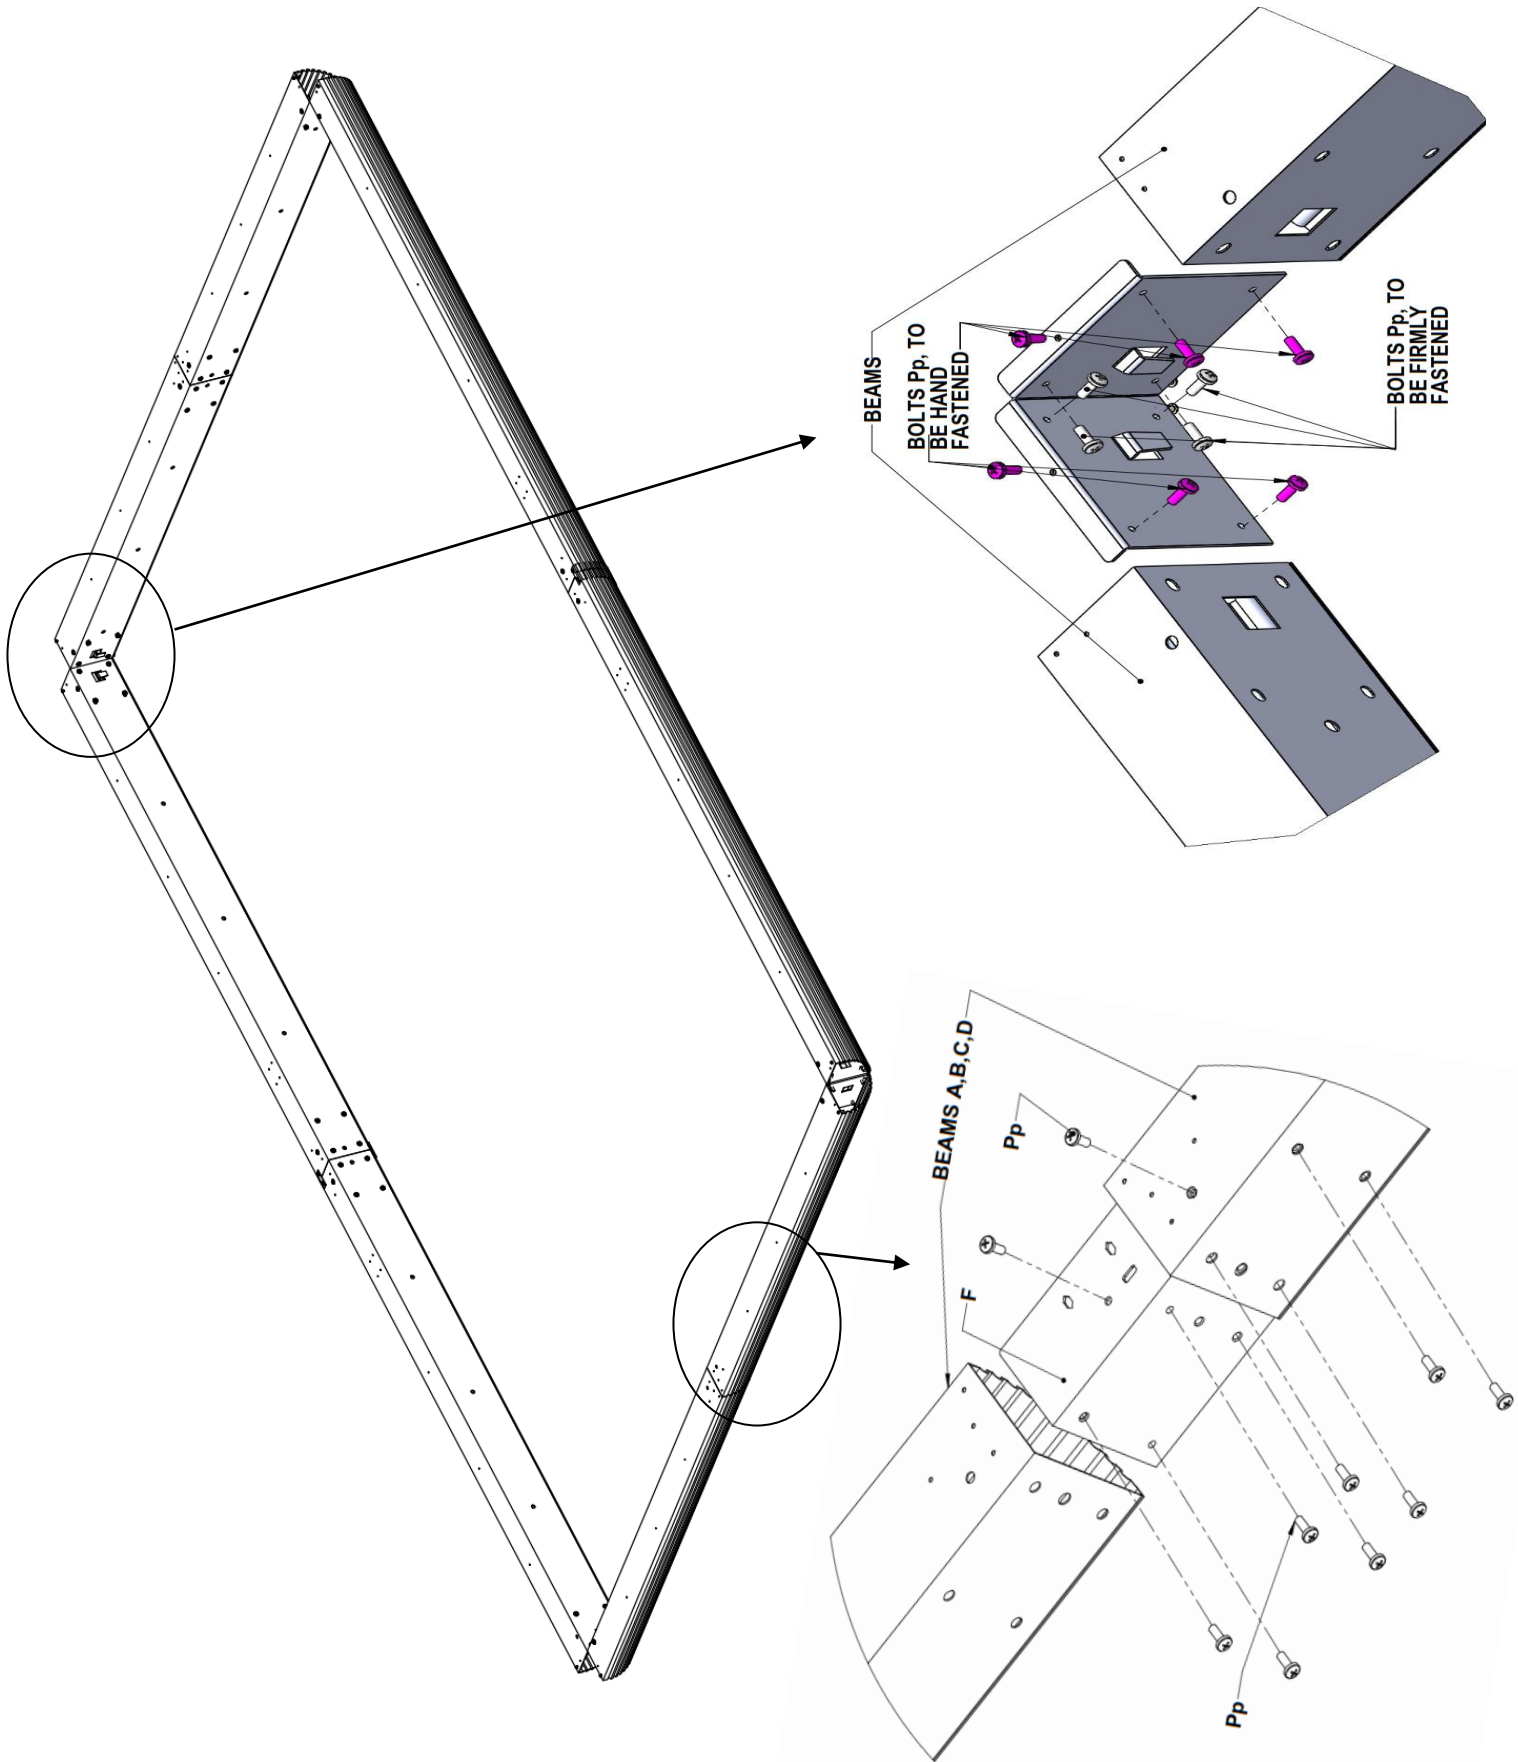 BEAMS
BOLTS Pp, TO
BE HAND
FASTENED
BOLTS Pp, TO
BE FIRMLY
FASTENED
BEAMS A,B,C,D
Pp
F
Pp